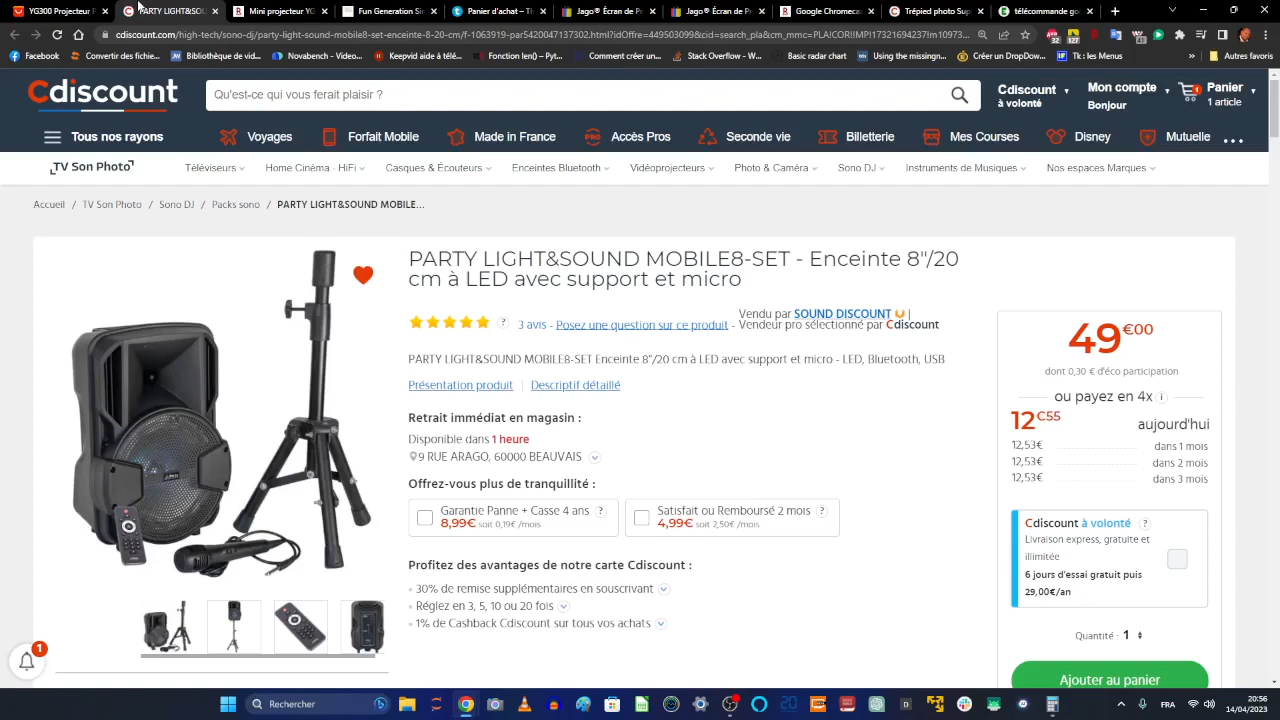 YG300 Projecteur de P
PARTY LIGHT&SOUN
Mini projecteur HD YG
Fun Generation Sir
Pieds d'autre - Th
Jago® Écran de Pr
Jago® Écran de Pr
Google Chromecas
Trépied photo Sup
télécommande goo
cdiscount.com/high-tech/sono-dj/party-light-sound-mobile8-set-enceinte-8-20-cm/f-1063919-par5420047137302.html?idOffre=449503099&cid=search_pla&cm_mmc=PLA!CORI!MP!17321694237!m10973...
Facebook
Convertir des fichie...
Bibliothèque de vid...
Novabench - Video...
Keepvid - Télécharg...
Fonction len() – Pyt...
Comment créer un...
Stack Overflow - W...
Basic radar chart
Using the minsignin...
Créer un DropDow...
Tk : les Menus
»
Autres favoris
Cdiscount
Qu'est-ce qui vous ferait plaisir ?
Cdiscount à volonté
Mon compte Bonjour
Panier 1 article
1
Tous nos rayons
Voyages
Forfait Mobile
Made in France
PRO
Accès Pros
Seconde vie
Billetterie
Mes Courses
Disney
Mutuelle
TV Son Photo
Téléviseurs
Home Cinéma - HiFi
Casques & Écouteurs
Enceintes Bluetooth
Vidéoprojecteurs
Photo & Caméra
Sono DJ
Instruments de Musiques
Nos espaces Marques
Accueil / TV Son Photo / Sono DJ / Packs sono / PARTY LIGHT&SOUND MOBILE...
PARTY LIGHT&SOUND MOBILE8-SET - Enceinte 8"/20
cm à LED avec support et micro
? 3 avis - Posez une question sur ce produit -
Vendu par SOUND DISCOUNT |
Vendeur pro sélectionné par Cdiscount
PARTY LIGHT&SOUND MOBILE8-SET Enceinte 8"/20 cm à LED avec support et micro - LED, Bluetooth, USB
Présentation produit | Descriptif détaillé
Retrait immédiat en magasin :
Disponible dans 1 heure
9 RUE ARAGO, 60000 BEAUVAIS
Offrez-vous plus de tranquillité :
Garantie Panne + Casse 4 ans ?
8,99€ soit 0,19€ /mois
Satisfait ou Remboursé 2 mois ?
4,99€ soit 2,50€ /mois
Profitez des avantages de notre carte Cdiscount :
30% de remise supplémentaires en souscrivant
Réglez en 3, 5, 10 ou 20 fois
1% de Cashback Cdiscount sur tous vos achats
49€00
dont 0,30 € d'éco participation
ou payez en 4x i
12€55 aujourd'hui
12,53€ dans 1 mois
12,53€ dans 2 mois
12,53€ dans 3 mois
Cdiscount à volonté ?
Livraison express, gratuite et
illimitée
6 jours d'essai gratuit puis
29,00€/an
Quantité : 1
Ajouter au panier
1
Rechercher
FRA
20:56
14/04/2023